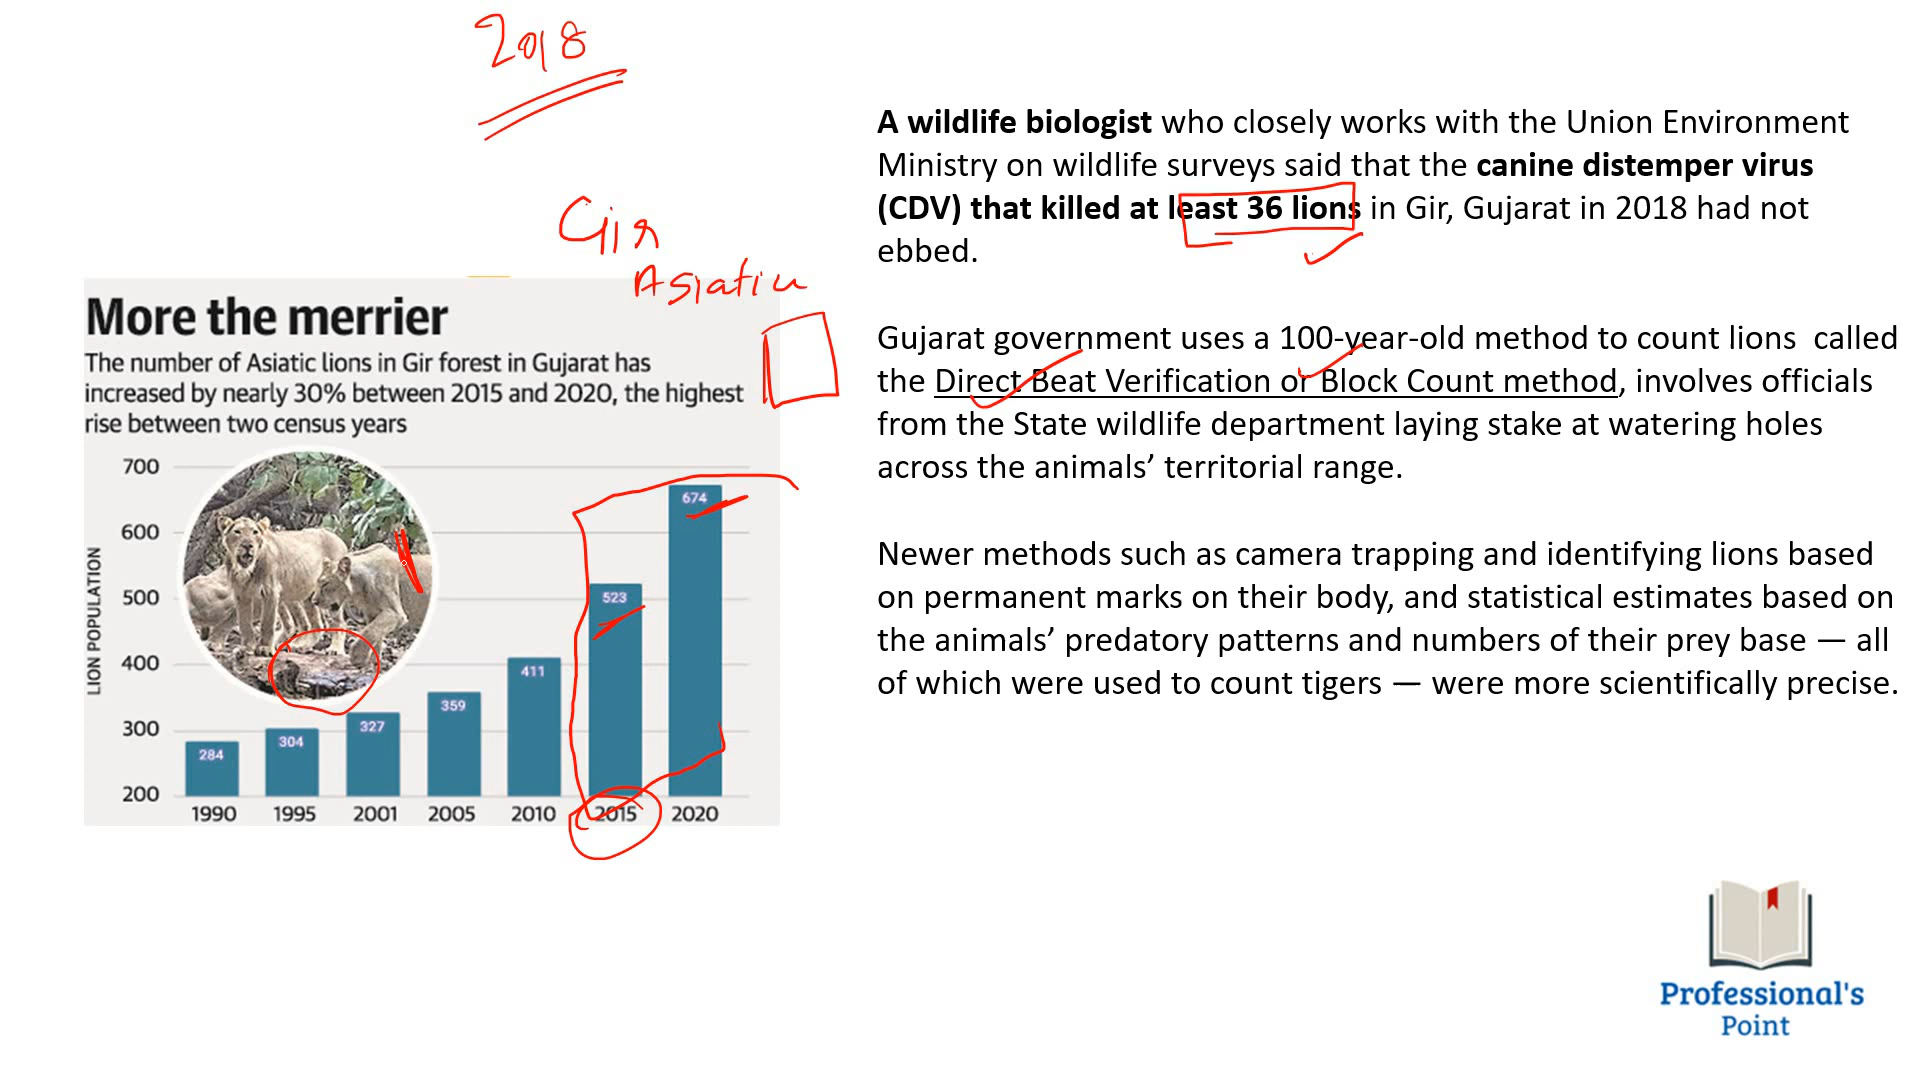 2018
Gir
Asiatic
A wildlife biologist who closely works with the Union Environment
Ministry on wildlife surveys said that the canine distemper virus
(CDV) that killed at least 36 lions in Gir, Gujarat in 2018 had not
ebbed.
Gujarat government uses a 100-year-old method to count lions  called
the Direct Beat Verification or Block Count method, involves officials
from the State wildlife department laying stake at watering holes
across the animals’ territorial range.
Newer methods such as camera trapping and identifying lions based
on permanent marks on their body, and statistical estimates based on
the animals’ predatory patterns and numbers of their prey base — all
of which were used to count tigers — were more scientifically precise.
More the merrier
The number of Asiatic lions in Gir forest in Gujarat has
increased by nearly 30% between 2015 and 2020, the highest
rise between two census years
LION POPULATION
700
600
500
400
300
200
284
304
327
359
411
523
674
1990 1995 2001 2005 2010 2015 2020
Professional's
Point